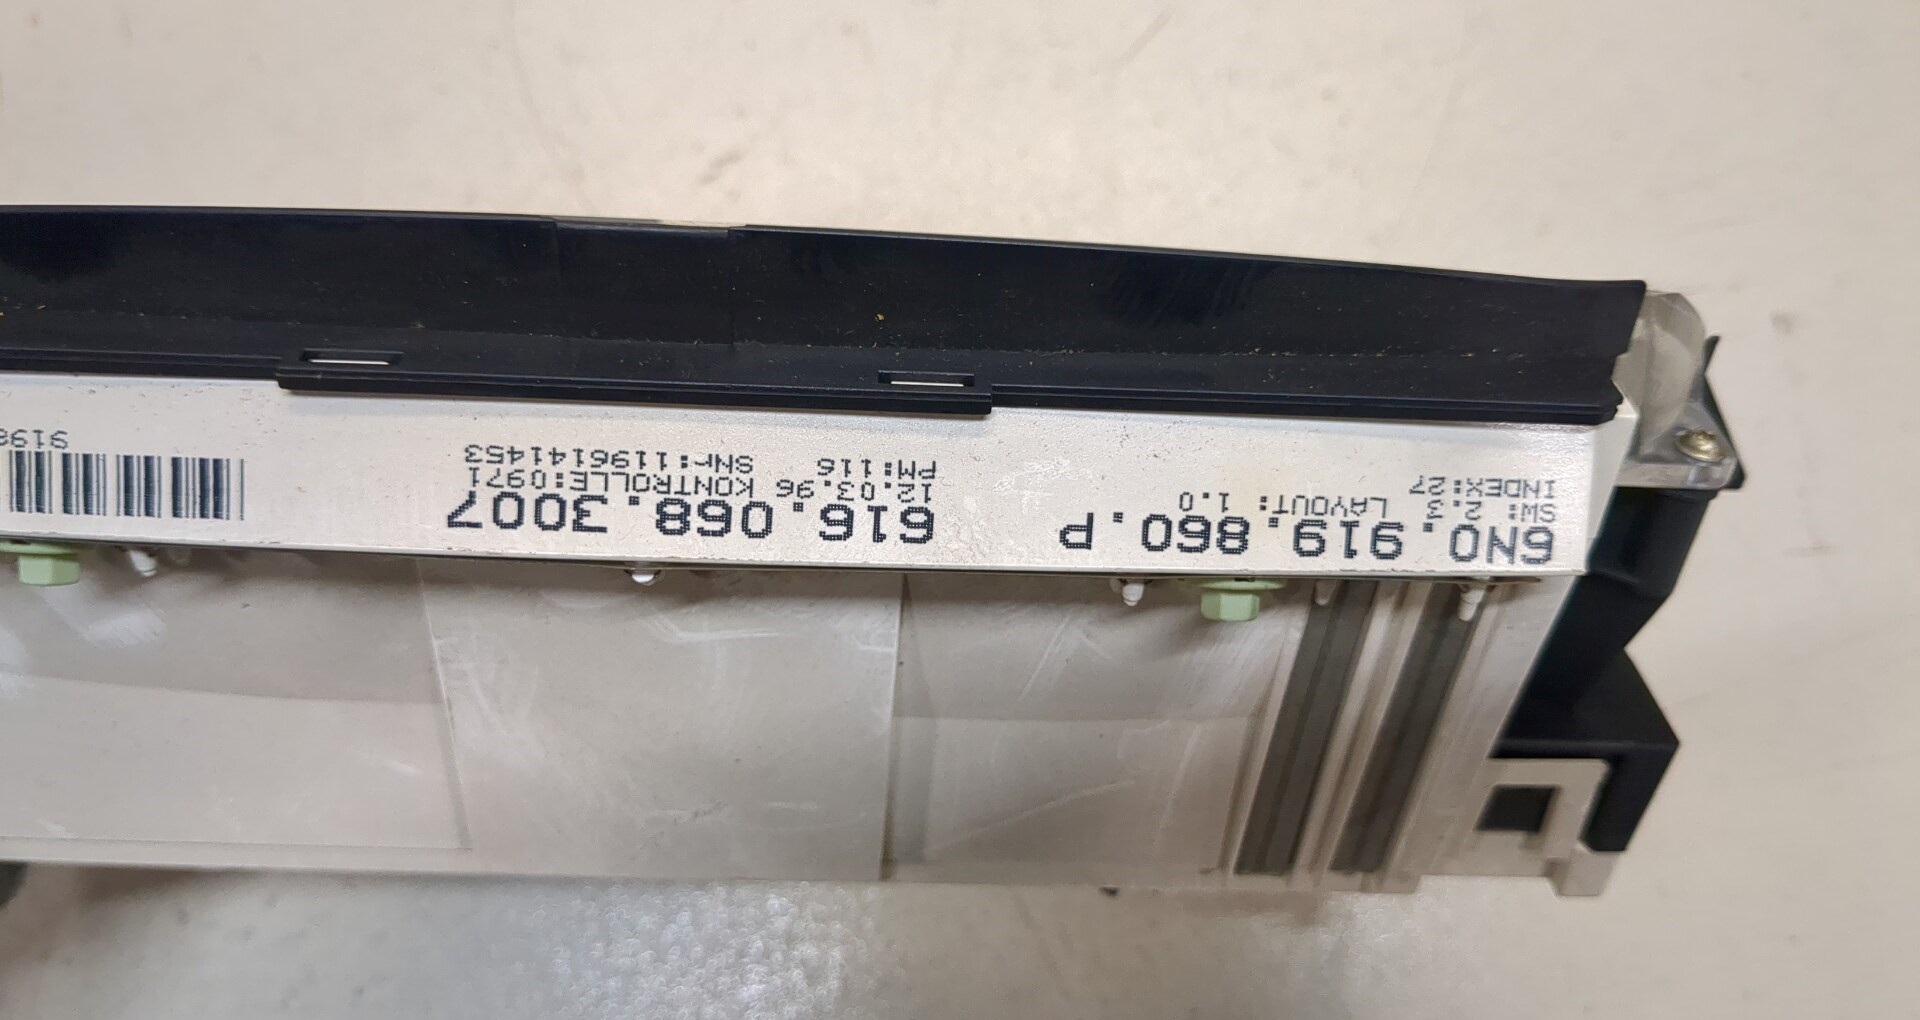 6N0.919.860.P
SW: 2.3 LAYOUT: 1.0
INDEX:27
616.068.3007
12.03.96 KONTROLLE:0971
PM:116 SNr:1196141453